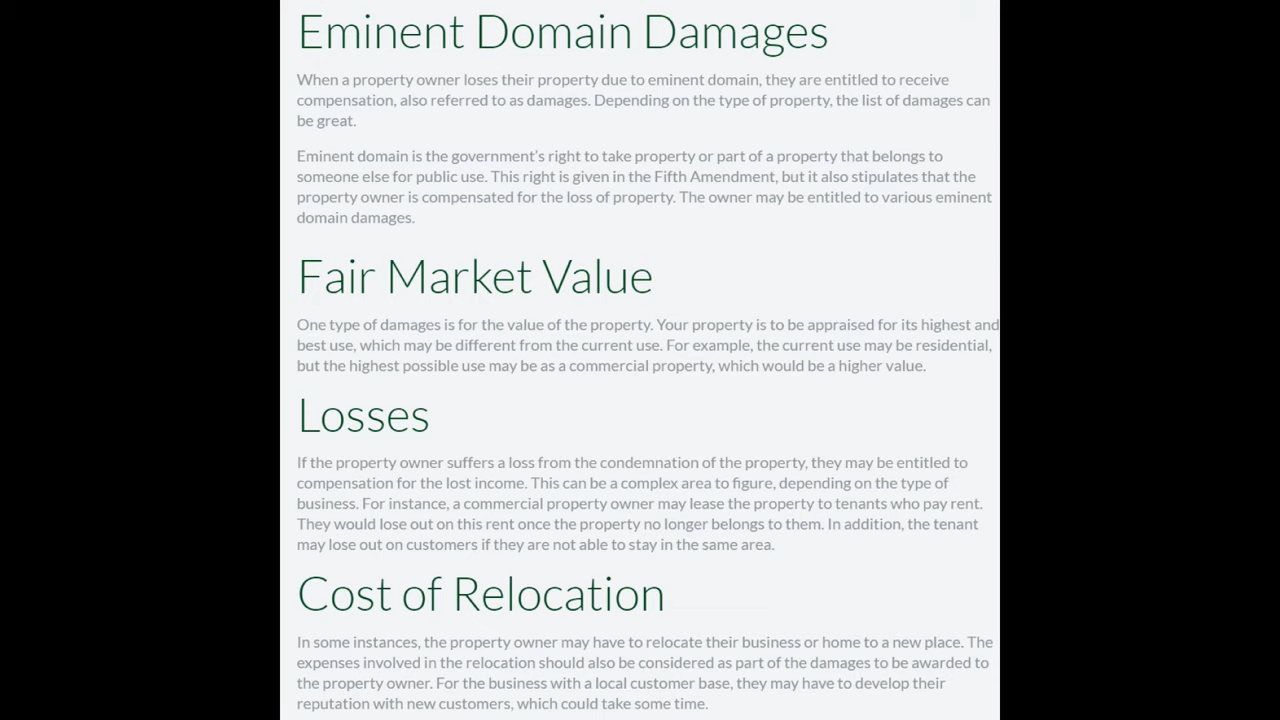 Eminent Domain Damages
When a property owner loses their property due to eminent domain, they are entitled to receive
compensation, also referred to as damages. Depending on the type of property, the list of damages can
be great.
Eminent domain is the government's right to take property or part of a property that belongs to
someone else for public use. This right is given in the Fifth Amendment, but it also stipulates that the
property owner is compensated for the loss of property. The owner may be entitled to various eminent
domain damages.
Fair Market Value
One type of damages is for the value of the property. Your property is to be appraised for its highest and
best use, which may be different from the current use. For example, the current use may be residential,
but the highest possible use may be as a commercial property, which would be a higher value.
Losses
If the property owner suffers a loss from the condemnation of the property, they may be entitled to
compensation for the lost income. This can be a complex area to figure, depending on the type of
business. For instance, a commercial property owner may lease the property to tenants who pay rent.
They would lose out on this rent once the property no longer belongs to them. In addition, the tenant
may lose out on customers if they are not able to stay in the same area.
Cost of Relocation
In some instances, the property owner may have to relocate their business or home to a new place. The
expenses involved in the relocation should also be considered as part of the damages to be awarded to
the property owner. For the business with a local customer base, they may have to develop their
reputation with new customers, which could take some time.